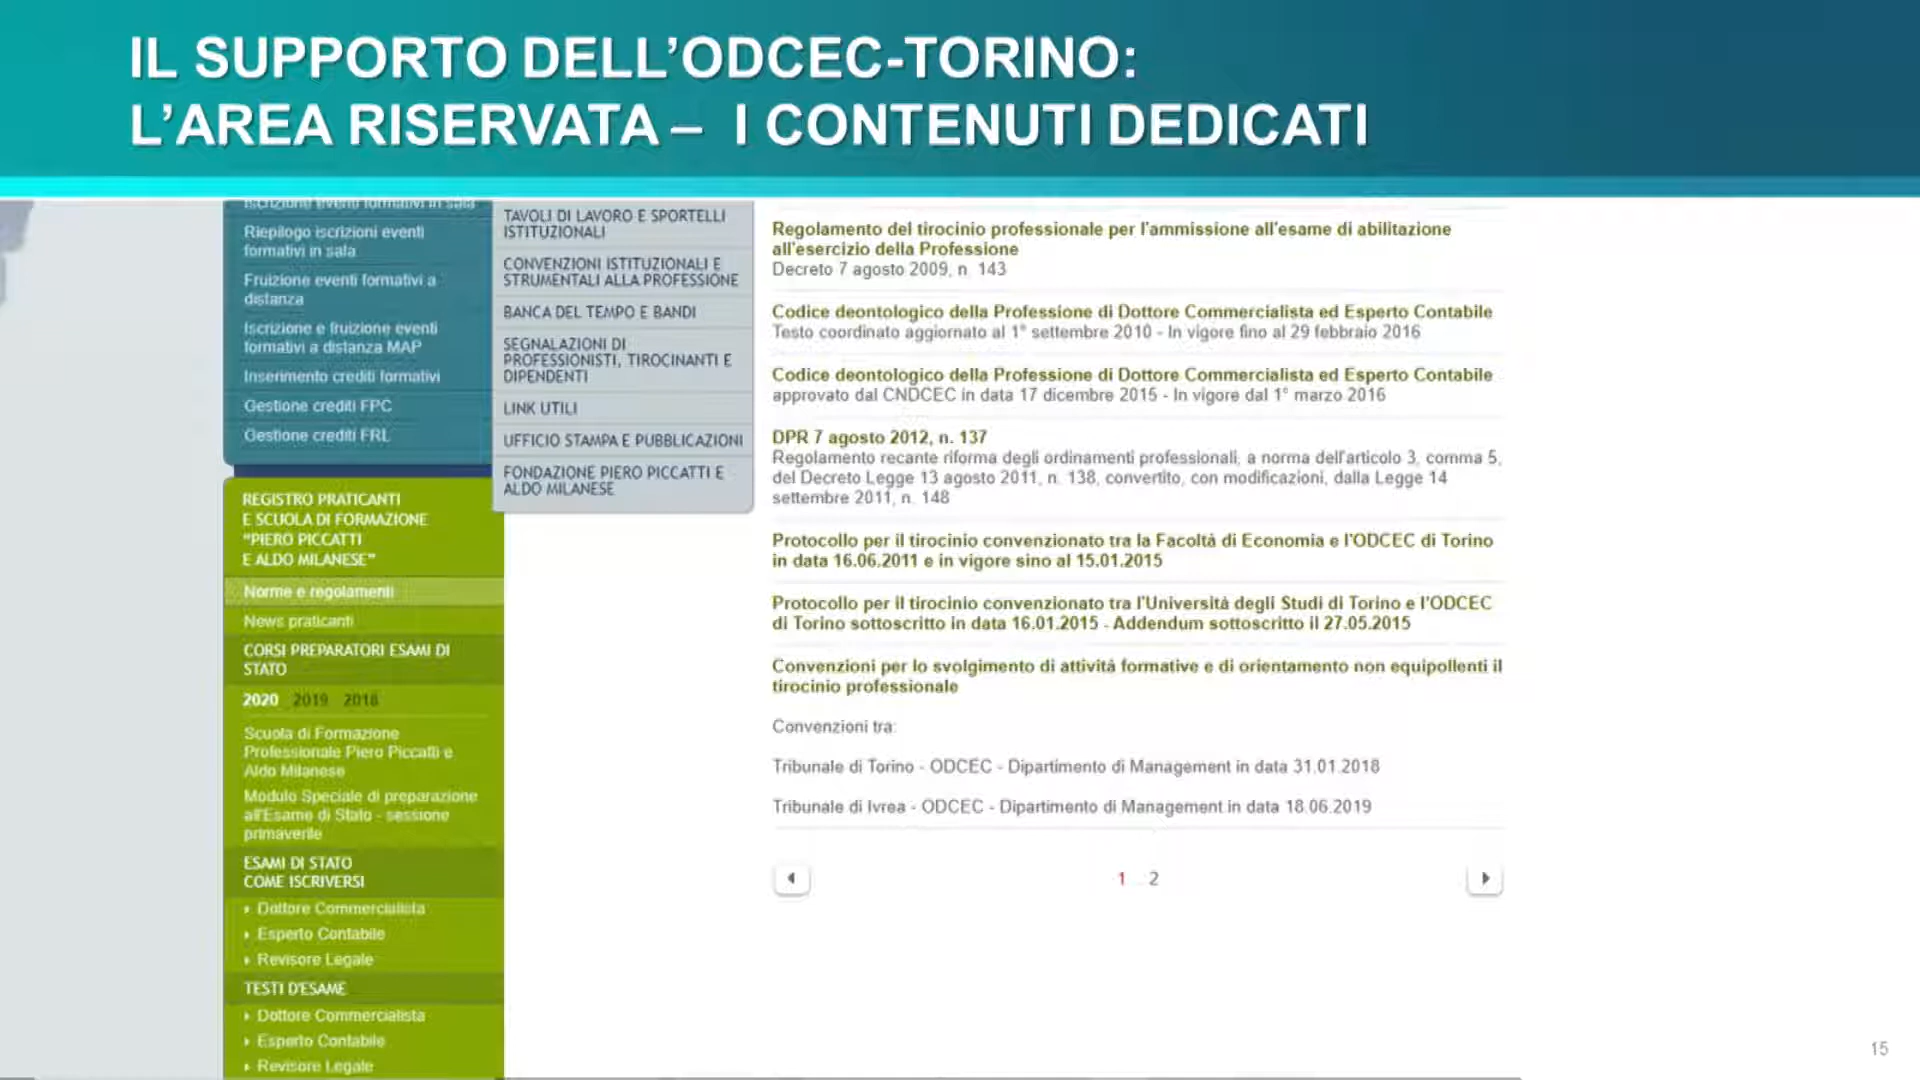 IL SUPPORTO DELL’ODCEC-TORINO:
L’AREA RISERVATA – I CONTENUTI DEDICATI
Iscrizione eventi formativi in sala
Riepilogo iscrizioni eventi
formativi in sala
Fruizione eventi formativi a
distanza
Iscrizione e fruizione eventi
formativi a distanza MAP
Inserimento crediti formativi
Gestione crediti FPC
Gestione crediti FRL
REGISTRO PRATICANTI
E SCUOLA DI FORMAZIONE
"PIERO PICCATTI
E ALDO MILANESE"
Norme e regolamenti
News praticanti
CORSI PREPARATORI ESAMI DI
STATO
2020 2019 2018
Scuola di Formazione
Professionale Piero Piccatti e
Aldo Milanese
Modulo Speciale di preparazione
all'Esame di Stato - sessione
primaverile
ESAMI DI STATO
COME ISCRIVERSI
Dottore Commercialista
Esperto Contabile
Revisore Legale
TESTI D'ESAME
Dottore Commercialista
Esperto Contabile
Revisore Legale
TAVOLI DI LAVORO E SPORTELLI
ISTITUZIONALI
CONVENZIONI ISTITUZIONALI E
STRUMENTALI ALLA PROFESSIONE
BANCA DEL TEMPO E BANDI
SEGNALAZIONI DI
PROFESSIONISTI, TIROCINANTI E
DIPENDENTI
LINK UTILI
UFFICIO STAMPA E PUBBLICAZIONI
FONDAZIONE PIERO PICCATTI E
ALDO MILANESE
Regolamento del tirocinio professionale per l'ammissione all'esame di abilitazione
all'esercizio della Professione
Decreto 7 agosto 2009, n. 143
Codice deontologico della Professione di Dottore Commercialista ed Esperto Contabile
Testo coordinato aggiornato al 1° settembre 2010 - In vigore fino al 29 febbraio 2016
Codice deontologico della Professione di Dottore Commercialista ed Esperto Contabile
approvato dal CNDCEC in data 17 dicembre 2015 - In vigore dal 1° marzo 2016
DPR 7 agosto 2012, n. 137
Regolamento recante riforma degli ordinamenti professionali, a norma dell'articolo 3, comma 5,
del Decreto Legge 13 agosto 2011, n. 138, convertito, con modificazioni, dalla Legge 14
settembre 2011, n. 148
Protocollo per il tirocinio convenzionato tra la Facoltà di Economia e l'ODCEC di Torino
in data 16.06.2011 e in vigore sino al 15.01.2015
Protocollo per il tirocinio convenzionato tra l'Università degli Studi di Torino e l'ODCEC
di Torino sottoscritto in data 16.01.2015 - Addendum sottoscritto il 27.05.2015
Convenzioni per lo svolgimento di attività formative e di orientamento non equipollenti il
tirocinio professionale
Convenzioni tra:
Tribunale di Torino - ODCEC - Dipartimento di Management in data 31.01.2018
Tribunale di Ivrea - ODCEC - Dipartimento di Management in data 18.06.2019
1 2
15